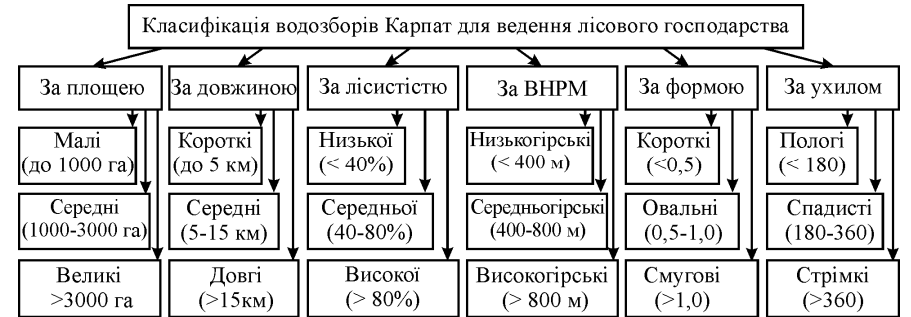 Класифікація водозборів Карпат для ведення лісового господарства
За площею
За довжиною
За лісистістю
За ВНРМ
За формою
За ухилом
Малі
(до 1000 га)
Короткі
(до 5 км)
Низької
(< 40%)
Низькогірські
(< 400 м)
Короткі
(<0,5)
Пологі
(< 180)
Середні
(1000-3000 га)
Середні
(5-15 км)
Середньої
(40-80%)
Середньогірські
(400-800 м)
Овальні
(0,5-1,0)
Спадисті
(180-360)
Великі
>3000 га
Довгі
(>15км)
Високої
(> 80%)
Високогірські
(> 800 м)
Смугові
(>1,0)
Стрімкі
(>360)